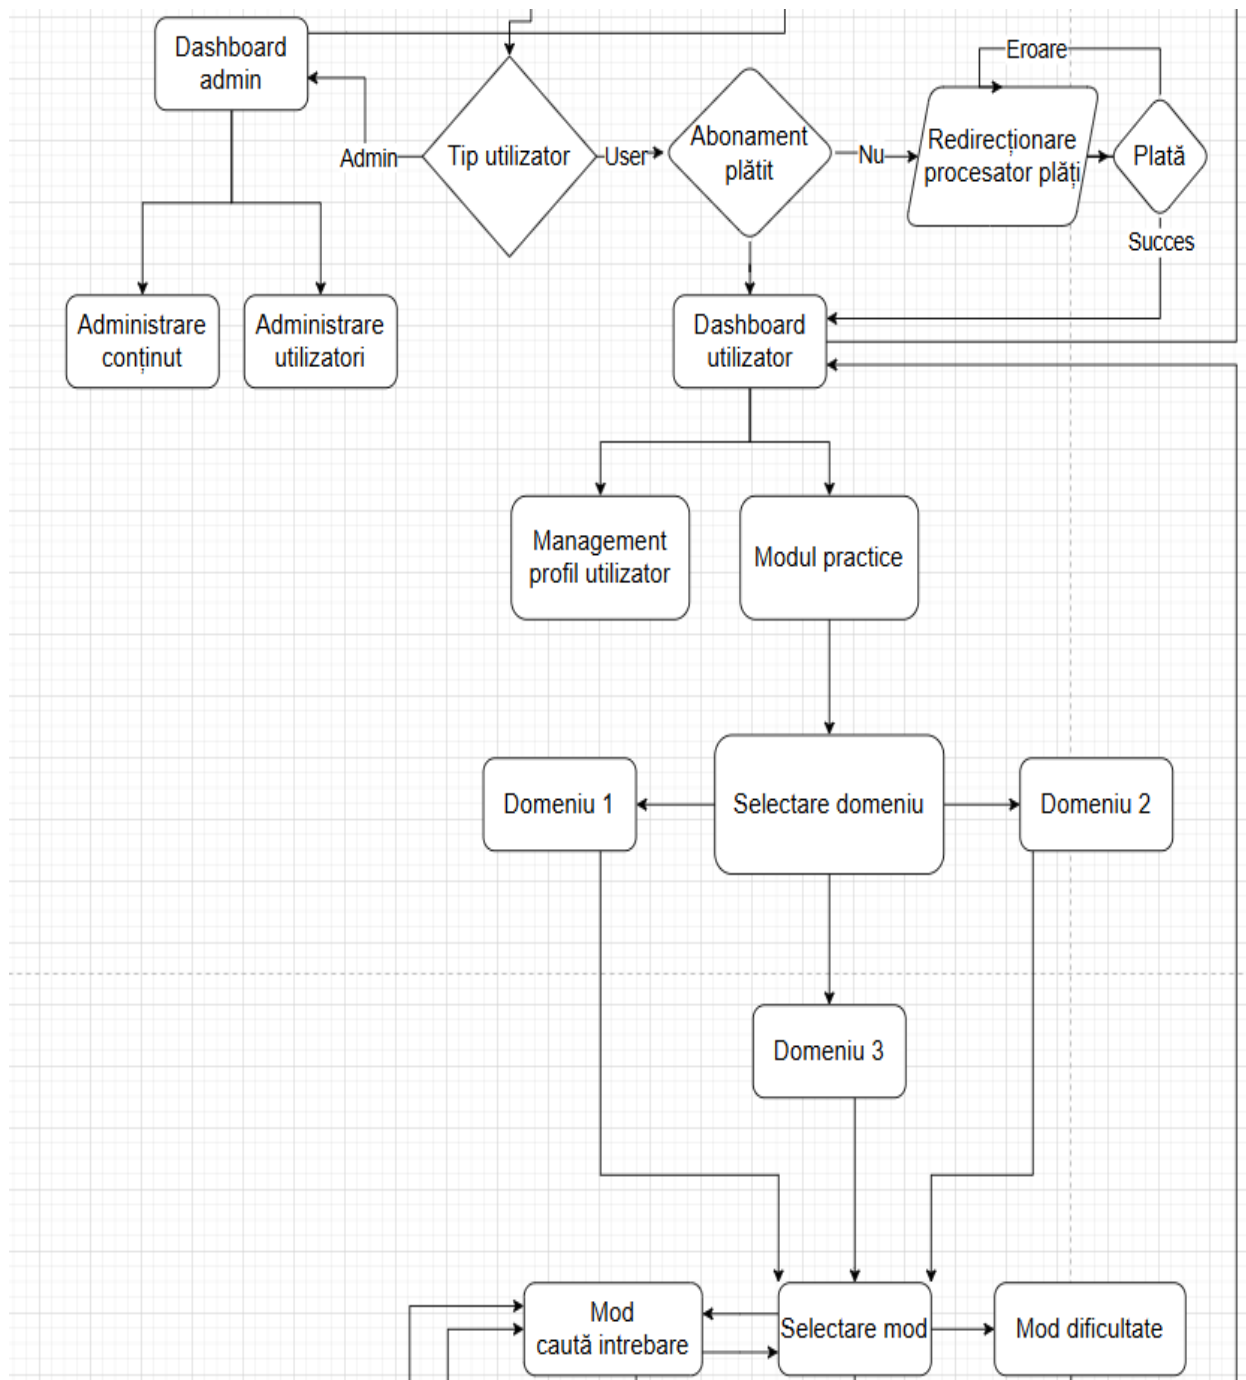 Dashboard
admin
Admin
Tip utilizator
User
Abonament
plătit
Nu
Eroare
Redirecționare
procesator plăți
Plată
Succes
Administrare
conținut
Administrare
utilizatori
Dashboard
utilizator
Management
profil utilizator
Modul practice
Domeniu 1
Selectare domeniu
Domeniu 2
Domeniu 3
Mod
caută intrebare
Selectare mod
Mod dificultate